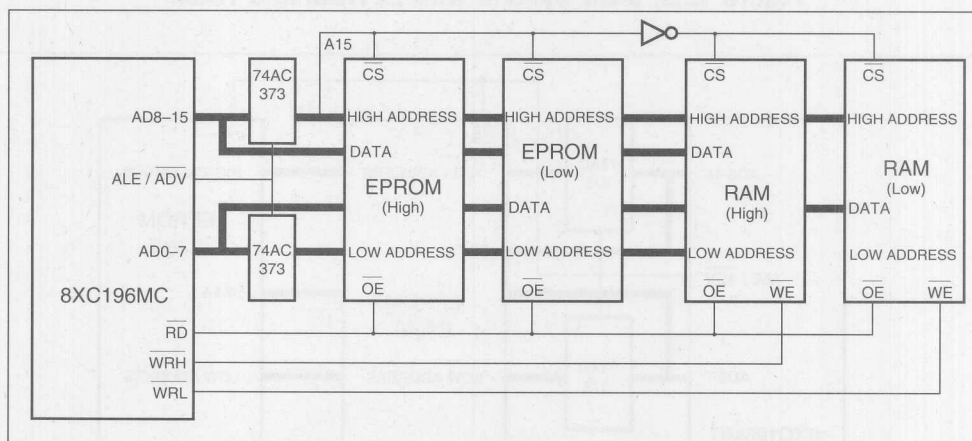 A15
74AC
373
CS
CS
CS
CS
AD8–15
HIGH ADDRESS
HIGH ADDRESS
HIGH ADDRESS
HIGH ADDRESS
DATA
EPROM
(Low)
DATA
RAM
(Low)
ALE / ADV
EPROM
(High)
RAM
(High)
DATA
DATA
74AC
373
AD0–7
LOW ADDRESS
LOW ADDRESS
LOW ADDRESS
LOW ADDRESS
8XC196MC
OE
OE
OE
WE
OE
WE
RD
WRH
WRL